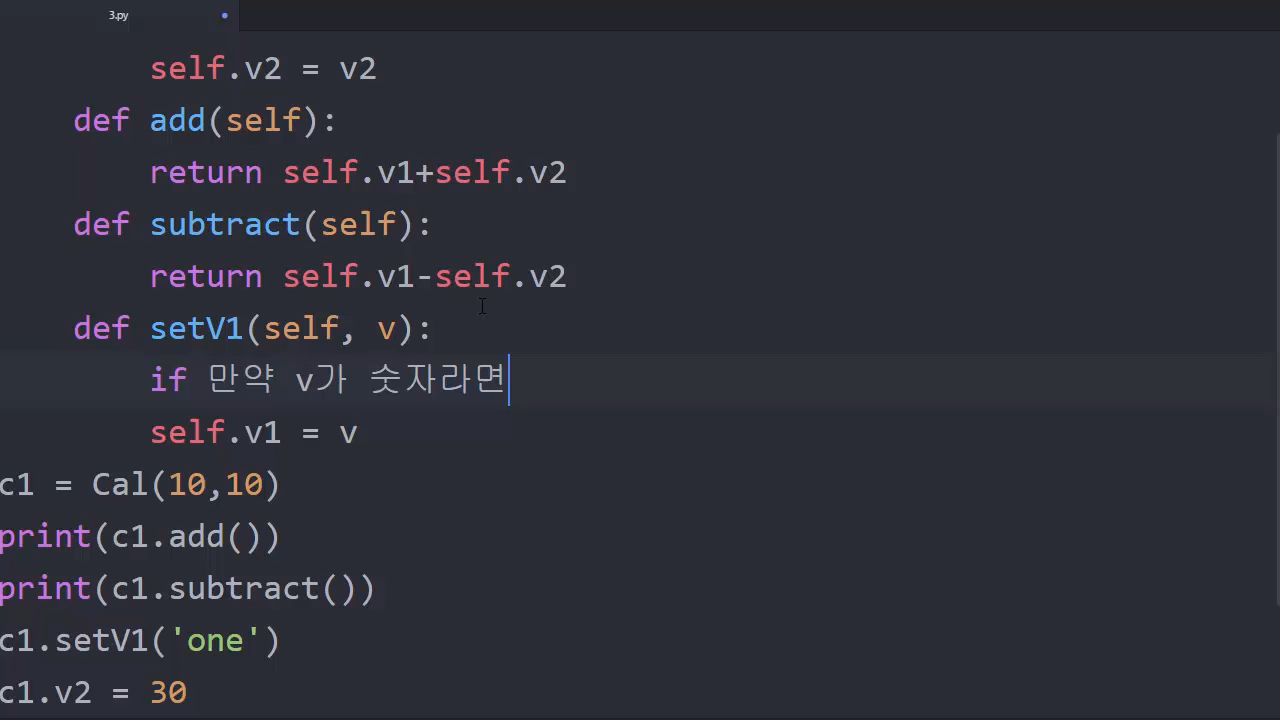 3.py
self.v2 = v2
def add(self):
return self.v1+self.v2
def subtract(self):
return self.v1-self.v2
def setV1(self, v):
if 만약 v가 숫자라면
self.v1 = v
c1 = Cal(10,10)
print(c1.add())
print(c1.subtract())
c1.setV1('one')
c1.v2 = 30